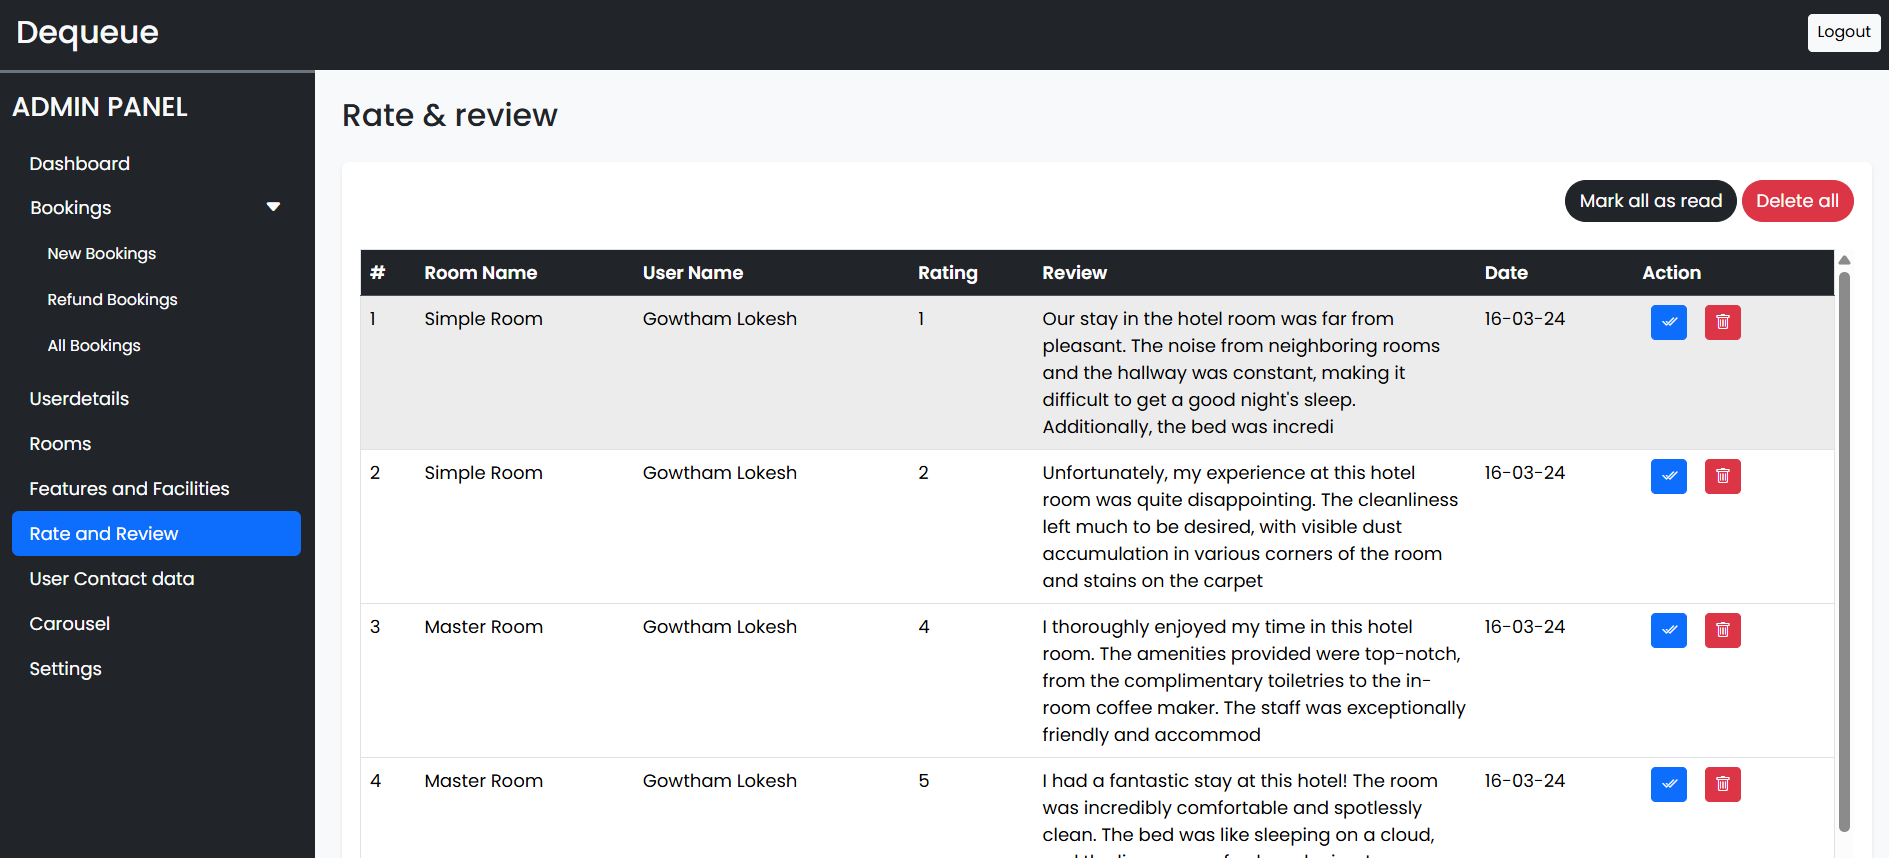 Dequeue
Logout
ADMIN PANEL
Dashboard
Bookings
New Bookings
Refund Bookings
All Bookings
Userdetails
Rooms
Features and Facilities
Rate and Review
User Contact data
Carousel
Settings
Rate & review
Mark all as read Delete all
# Room Name User Name Rating Review Date Action
1 Simple Room Gowtham Lokesh 1 Our stay in the hotel room was far from 16-03-24
pleasant. The noise from neighboring rooms
and the hallway was constant, making it
difficult to get a good night's sleep.
Additionally, the bed was incredi
2 Simple Room Gowtham Lokesh 2 Unfortunately, my experience at this hotel 16-03-24
room was quite disappointing. The cleanliness
left much to be desired, with visible dust
accumulation in various corners of the room
and stains on the carpet
3 Master Room Gowtham Lokesh 4 I thoroughly enjoyed my time in this hotel 16-03-24
room. The amenities provided were top-notch,
from the complimentary toiletries to the in-
room coffee maker. The staff was exceptionally
friendly and accommod
4 Master Room Gowtham Lokesh 5 I had a fantastic stay at this hotel! The room 16-03-24
was incredibly comfortable and spotlessly
clean. The bed was like sleeping on a cloud,